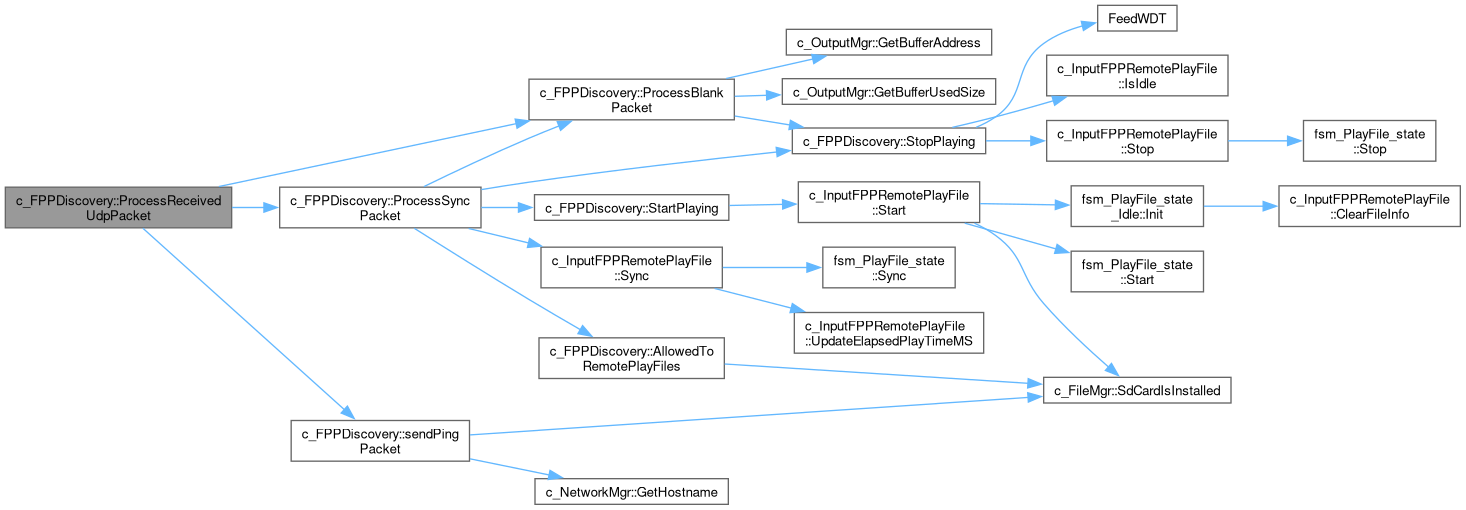 c_FPPDiscovery::ProcessReceived
UdpPacket
c_FPPDiscovery::ProcessBlank
Packet
c_OutputMgr::GetBufferAddress
c_OutputMgr::GetBufferUsedSize
c_FPPDiscovery::StopPlaying
FeedWDT
c_InputFPPRemotePlayFile
::IsIdle
c_InputFPPRemotePlayFile
::Stop
fsm_PlayFile_state
::Stop
c_FPPDiscovery::ProcessSync
Packet
c_FPPDiscovery::StartPlaying
c_InputFPPRemotePlayFile
::Start
fsm_PlayFile_state
_Idle::Init
c_InputFPPRemotePlayFile
::ClearFileInfo
fsm_PlayFile_state
::Start
c_InputFPPRemotePlayFile
::Sync
fsm_PlayFile_state
::Sync
c_InputFPPRemotePlayFile
::UpdateElapsedPlayTimeMS
c_FPPDiscovery::AllowedTo
RemotePlayFiles
c_FileMgr::SdCardIsInstalled
c_FPPDiscovery::sendPing
Packet
c_NetworkMgr::GetHostname